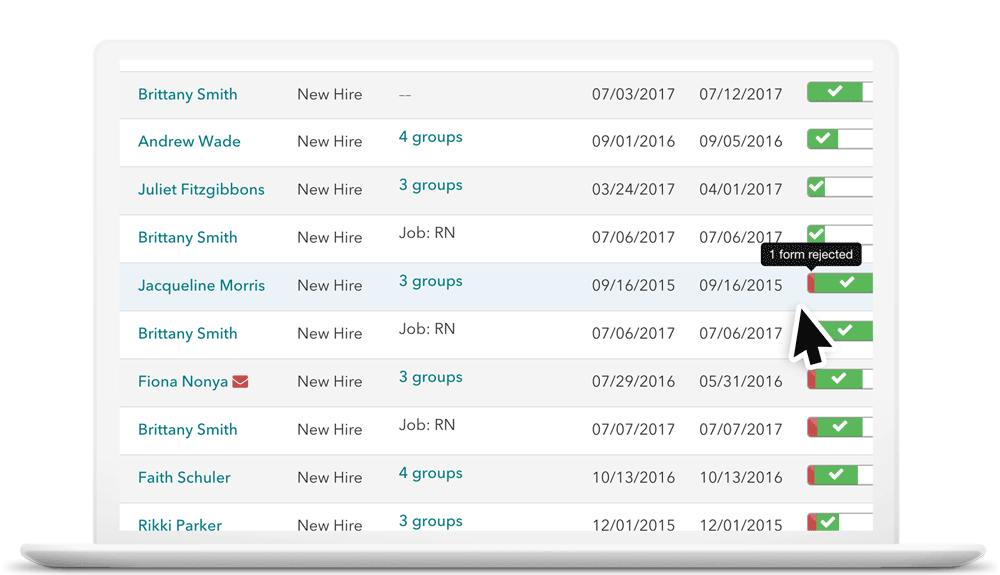 Brittany Smith New Hire -- 07/03/2017 07/12/2017
Andrew Wade New Hire 4 groups 09/01/2016 09/05/2016
Juliet Fitzgibbons New Hire 3 groups 03/24/2017 04/01/2017
Brittany Smith New Hire Job: RN 07/06/2017 07/06/2017
1 form rejected
Jacqueline Morris New Hire 3 groups 09/16/2015 09/16/2015
Brittany Smith New Hire Job: RN 07/06/2017 07/06/2017
Fiona Nonya New Hire 3 groups 07/29/2016 05/31/2016
Brittany Smith New Hire Job: RN 07/07/2017 07/07/2017
Faith Schuler New Hire 4 groups 10/13/2016 10/13/2016
Rikki Parker New Hire 3 groups 12/01/2015 12/01/2015